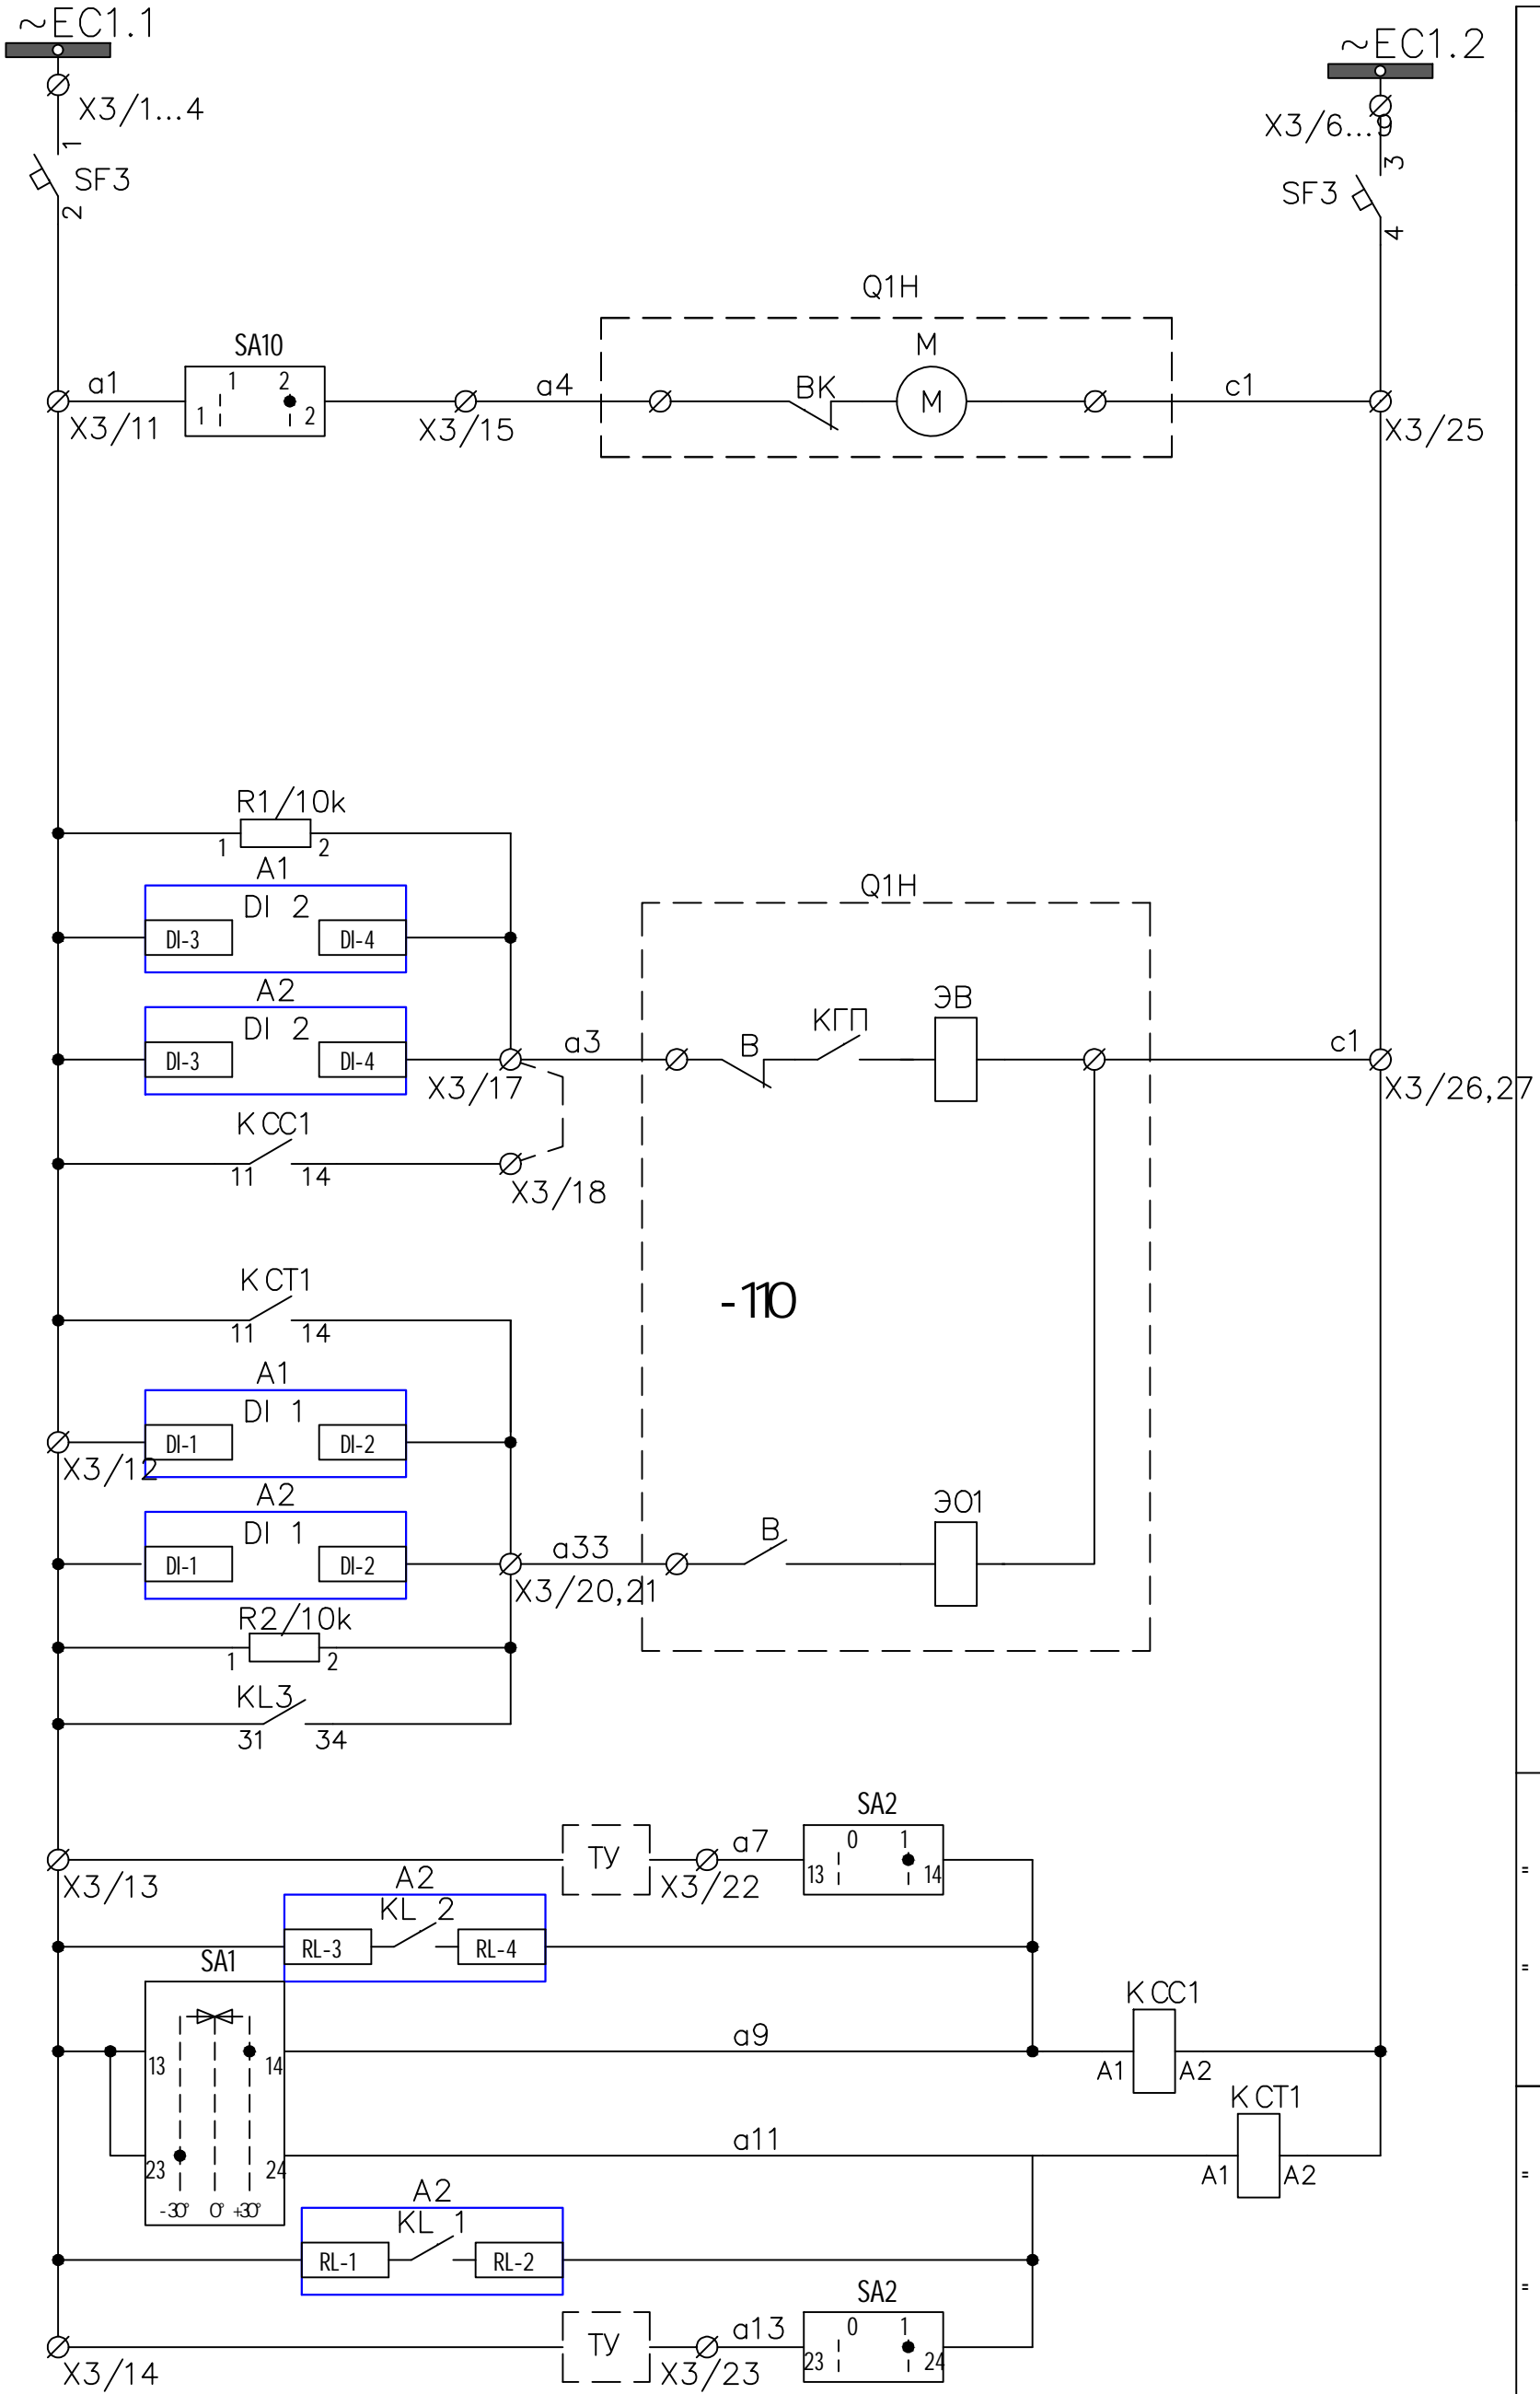 ~EC1.1
~EC1.2
X3/1...4
X3/6...9
1
SF3
2
3
SF3
4
Q1H
SA10
M
a1
1 2
1 2
a4
ВК
M
c1
X3/11
X3/15
X3/25
R1/10k
1 2
A1
DI 2
DI-3 DI-4
Q1H
A2
DI 2
DI-3 DI-4
a3
В
КГП
ЭВ
c1
X3/17
X3/26,27
KCC1
11 14
X3/18
KCT1
11 14
-110
A1
DI 1
DI-1 DI-2
X3/12
A2
DI 1
DI-1 DI-2
a33
В
ЭО1
X3/20,21
R2/10k
1 2
KL3
31 34
SA2
ТУ
a7
0 1
13 14
X3/13
X3/22
A2
KL 2
RL-3 RL-4
SA1
KCC1
13 14
a9
A1 A2
KCT1
23 24
a11
A1 A2
-30° 0° +30°
A2
KL 1
RL-1 RL-2
SA2
ТУ
a13
0 1
23 24
X3/14
X3/23
=
=
=
=